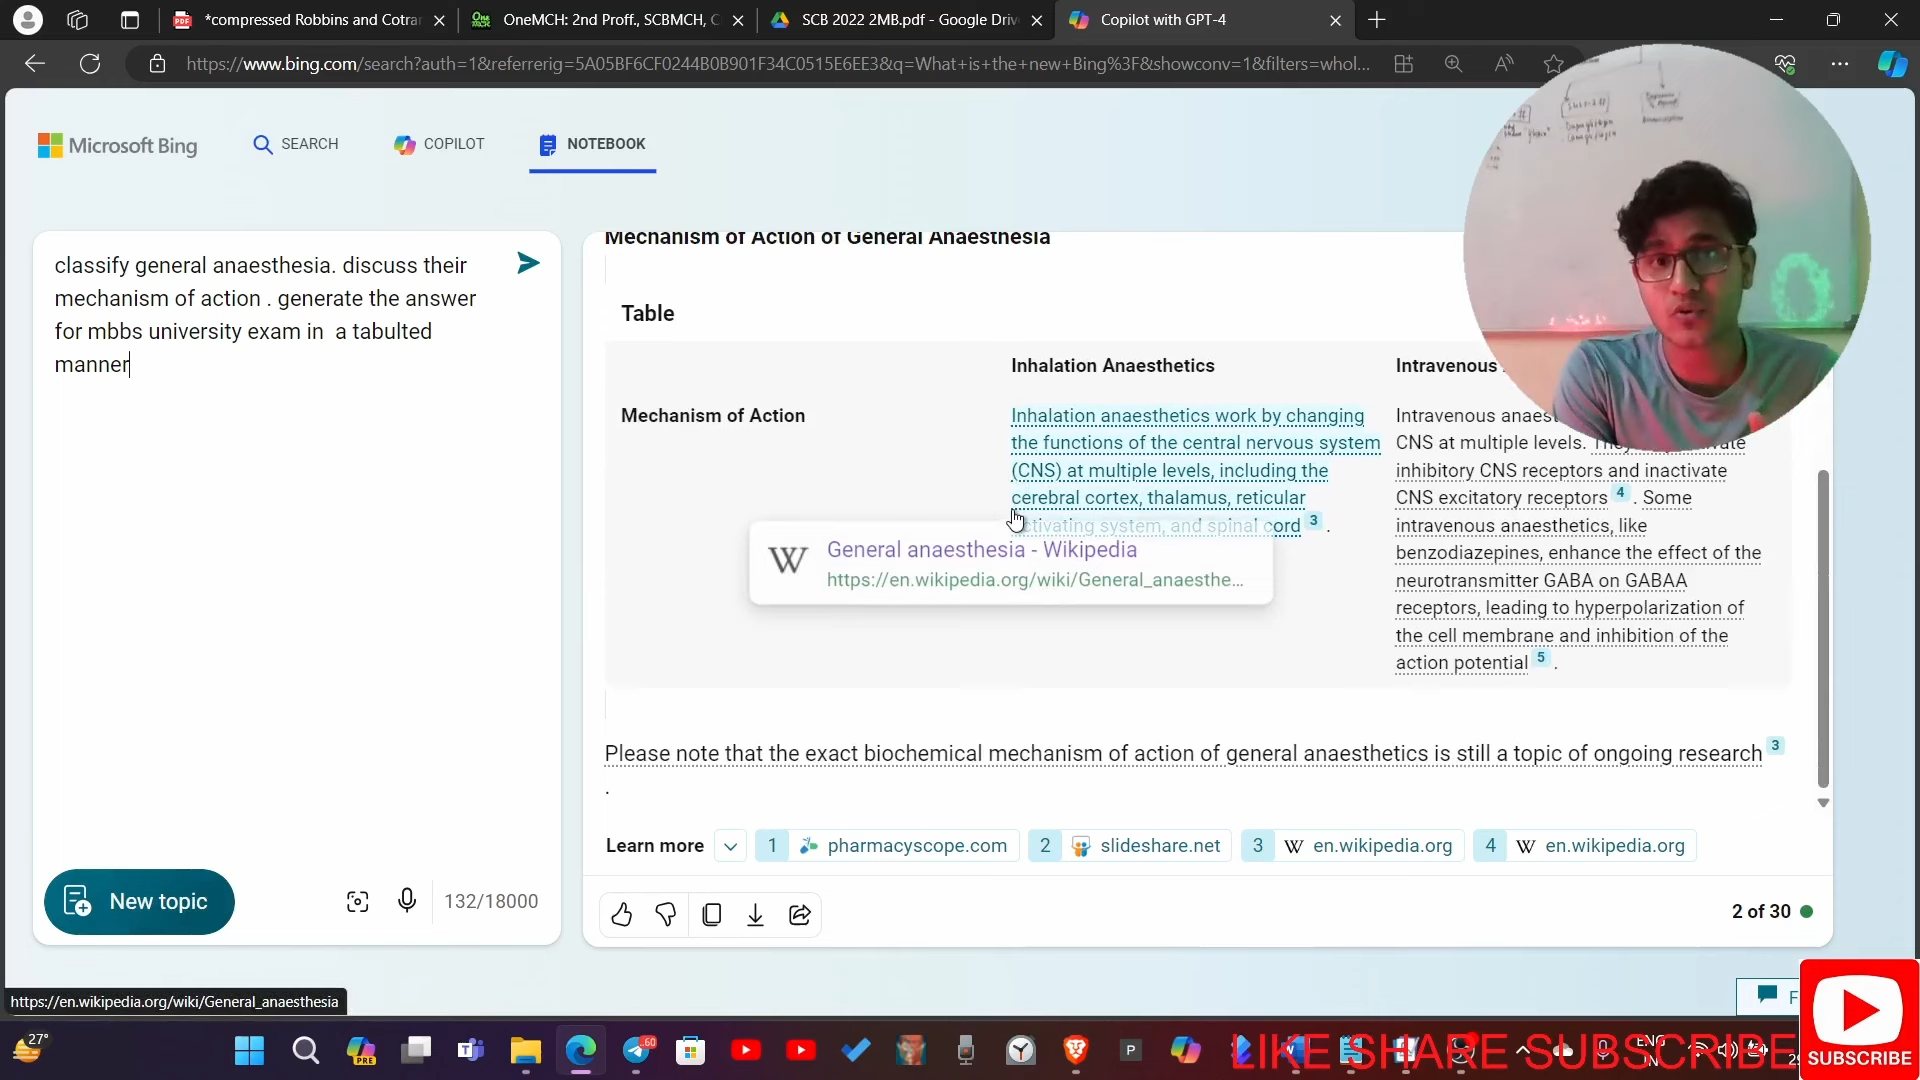 *compressed Robbins and Cotra
OneMCH: 2nd Proff., SCBMCH, C
SCB 2022 2MB.pdf - Google Driv
Copilot with GPT-4
https://www.bing.com/search?auth=1&referrerig=5A05BF6CF0244B0B901F34C0515E6EE3&q=What+is+the+new+Bing%3F&showconv=1&filters=whol...
Microsoft Bing
SEARCH
COPILOT
NOTEBOOK
classify general anaesthesia. discuss their
mechanism of action . generate the answer
for mbbs university exam in  a tabulted
manner
New topic
132/18000
Mechanism of Action of General Anaesthesia
Table
Inhalation Anaesthetics
Intravenous
Mechanism of Action
Inhalation anaesthetics work by changing
the functions of the central nervous system
(CNS) at multiple levels, including the
cerebral cortex, thalamus, reticular
activating system, and spinal cord 3 .
Intravenous anaest
CNS at multiple levels.
inhibitory CNS receptors and inactivate
CNS excitatory receptors 4 . Some
intravenous anaesthetics, like
benzodiazepines, enhance the effect of the
neurotransmitter GABA on GABAA
receptors, leading to hyperpolarization of
the cell membrane and inhibition of the
action potential 5 .
W General anaesthesia - Wikipedia
https://en.wikipedia.org/wiki/General_anaesthe...
Please note that the exact biochemical mechanism of action of general anaesthetics is still a topic of ongoing research 3
.
Learn more
1 pharmacyscope.com
2 slideshare.net
3 W en.wikipedia.org
4 W en.wikipedia.org
2 of 30
https://en.wikipedia.org/wiki/General_anaesthesia
F
27°
PRE
60
P
ENG
IN
LIKE SHARE SUBSCRIBE
SUBSCRIBE